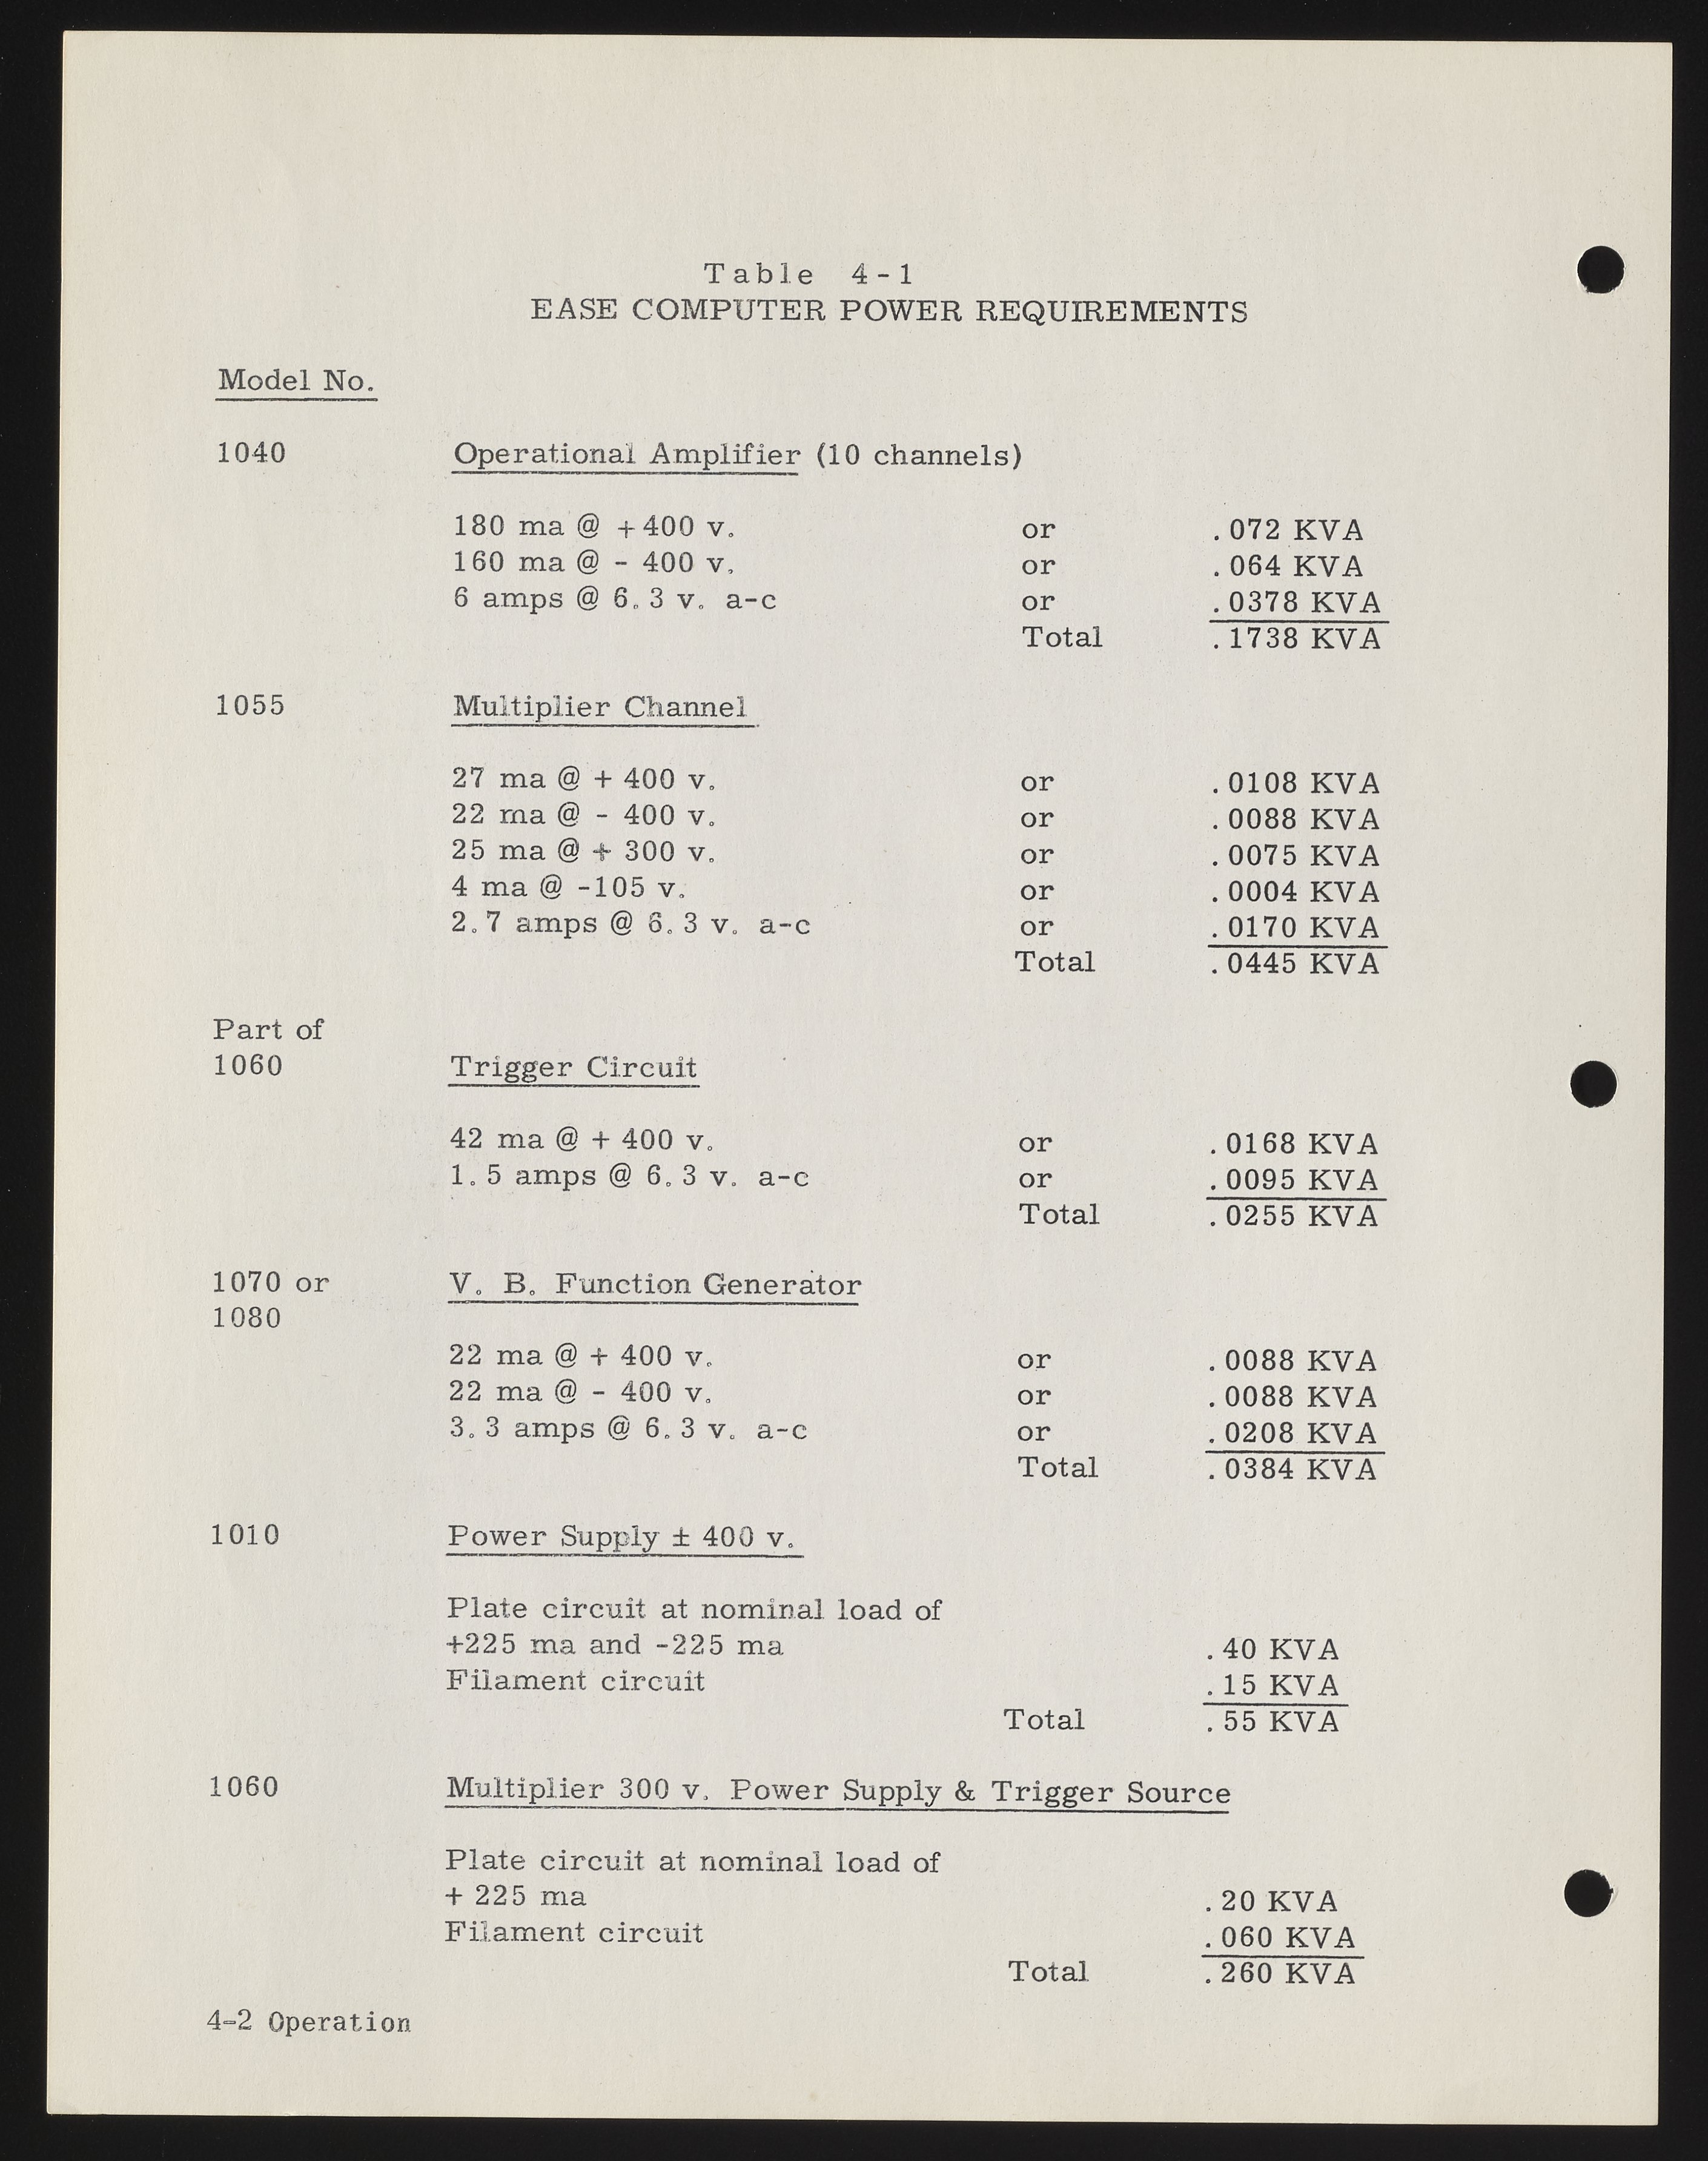 Table 4-1
EASE COMPUTER POWER REQUIREMENTS
Model No.
1040 Operational Amplifier (10 channels)
180 ma @ +400 v. or .072 KVA
160 ma @ - 400 v. or .064 KVA
6 amps @ 6.3 v. a-c or .0378 KVA
Total .1738 KVA
1055 Multiplier Channel
27 ma @ + 400 v. or .0108 KVA
22 ma @ - 400 v. or .0088 KVA
25 ma @ + 300 v. or .0075 KVA
4 ma @ -105 v. or .0004 KVA
2.7 amps @ 6.3 v. a-c or .0170 KVA
Total .0445 KVA
Part of
1060 Trigger Circuit
42 ma @ + 400 v. or .0168 KVA
1.5 amps @ 6.3 v. a-c or .0095 KVA
Total .0255 KVA
1070 or V. B. Function Generator
1080
22 ma @ + 400 v. or .0088 KVA
22 ma @ - 400 v. or .0088 KVA
3.3 amps @ 6.3 v. a-c or .0208 KVA
Total .0384 KVA
1010 Power Supply ± 400 v.
Plate circuit at nominal load of
+225 ma and -225 ma .40 KVA
Filament circuit .15 KVA
Total .55 KVA
1060 Multiplier 300 v. Power Supply & Trigger Source
Plate circuit at nominal load of
+ 225 ma .20 KVA
Filament circuit .060 KVA
Total .260 KVA
4-2 Operation